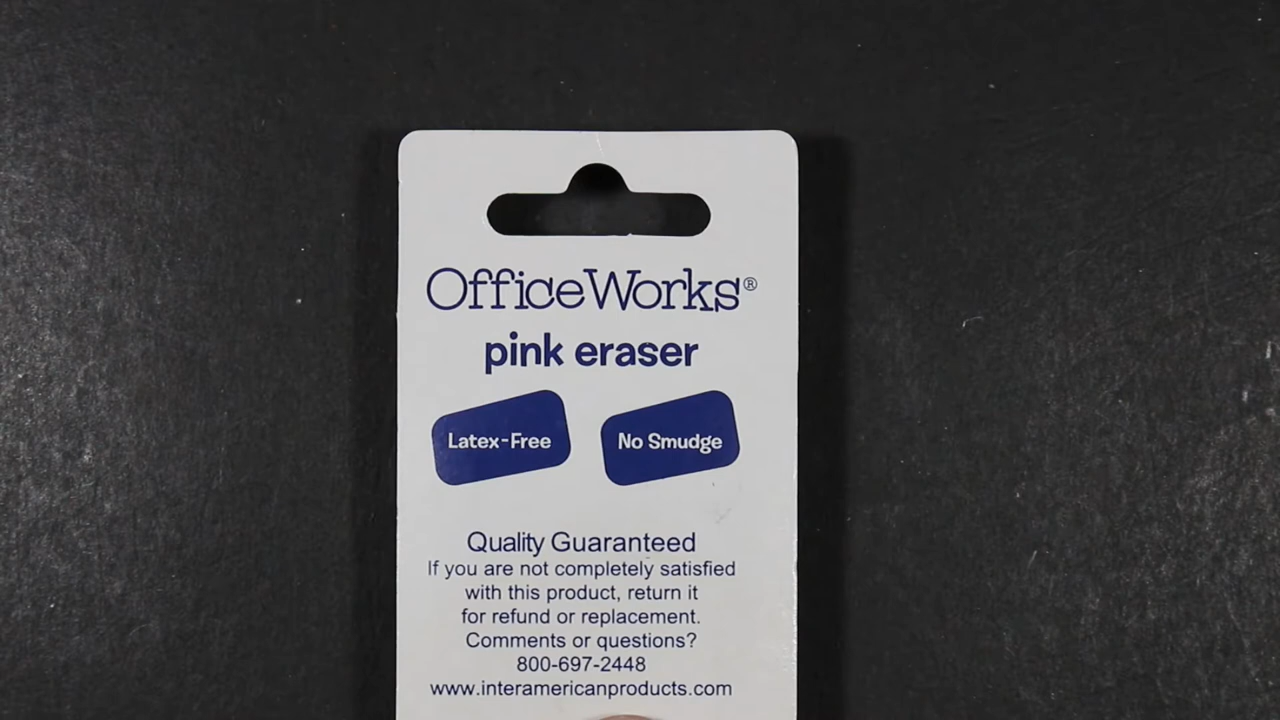 OfficeWorks®
pink eraser
Latex-Free
No Smudge
Quality Guaranteed
If you are not completely satisfied
with this product, return it
for refund or replacement.
Comments or questions?
800-697-2448
www.interamericanproducts.com